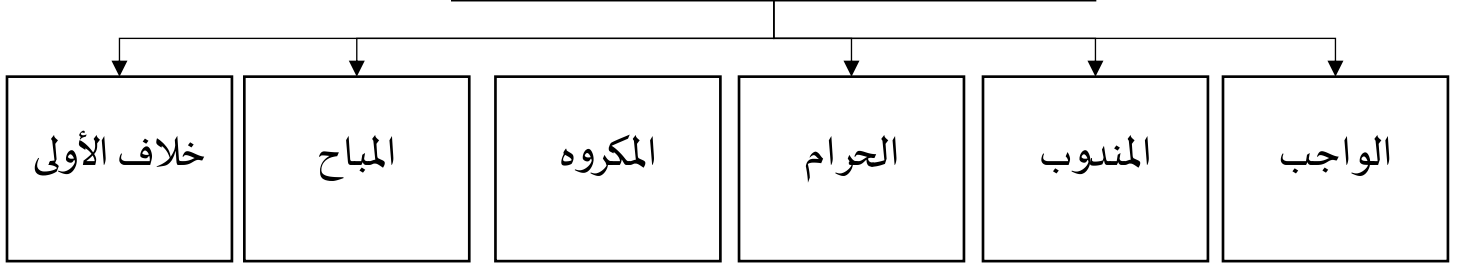 الواجب
المندوب
الحرام
المكروه
المباح
خلاف الأولى